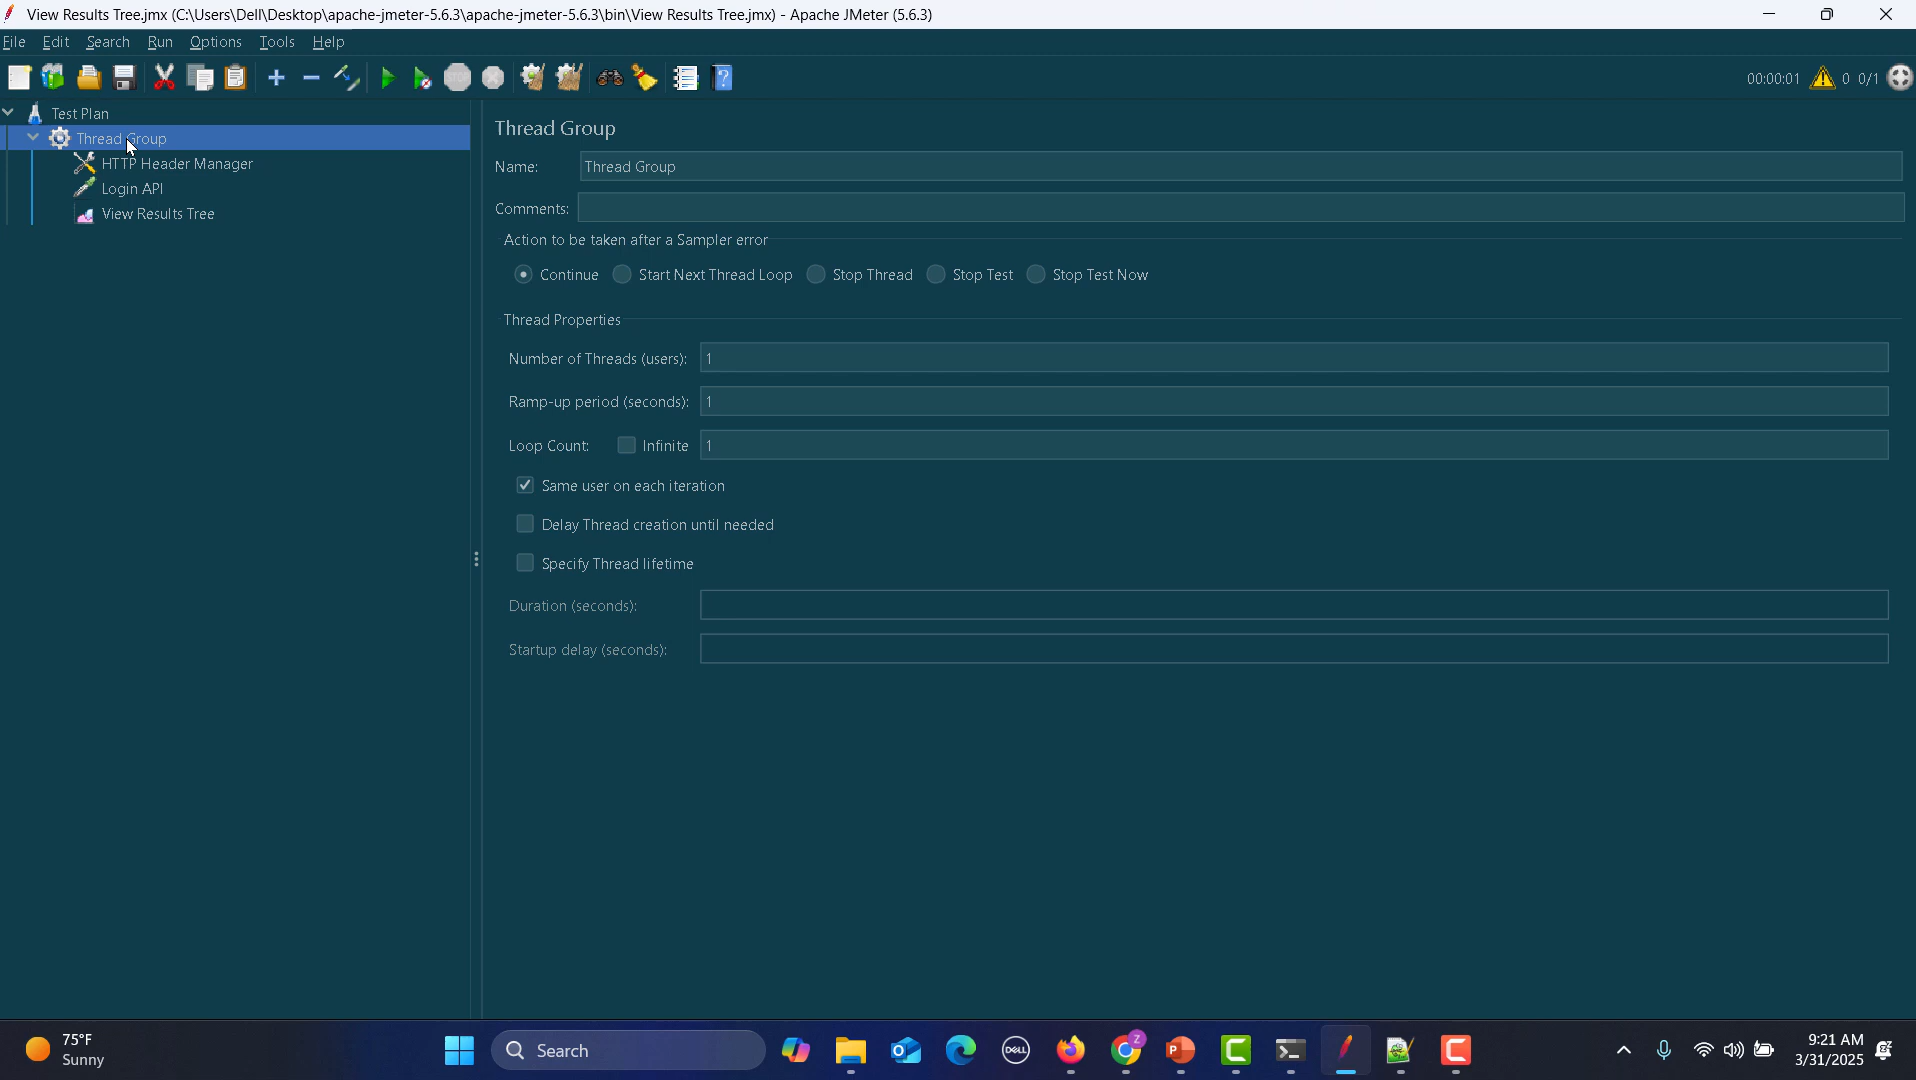 View Results Tree.jmx (C:\Users\Dell\Desktop\apache-jmeter-5.6.3\apache-jmeter-5.6.3\bin\View Results Tree.jmx) - Apache JMeter (5.6.3)
File Edit Search Run Options Tools Help
STOP
00:00:01 0 0/1
Test Plan
Thread Group
HTTP Header Manager
Login API
View Results Tree
Thread Group
Name: Thread Group
Comments:
Action to be taken after a Sampler error
Continue Start Next Thread Loop Stop Thread Stop Test Stop Test Now
Thread Properties
Number of Threads (users): 1
Ramp-up period (seconds): 1
Loop Count: Infinite 1
Same user on each iteration
Delay Thread creation until needed
Specify Thread lifetime
Duration (seconds):
Startup delay (seconds):
75°F
Sunny
Search
DELL
Z
9:21 AM
3/31/2025